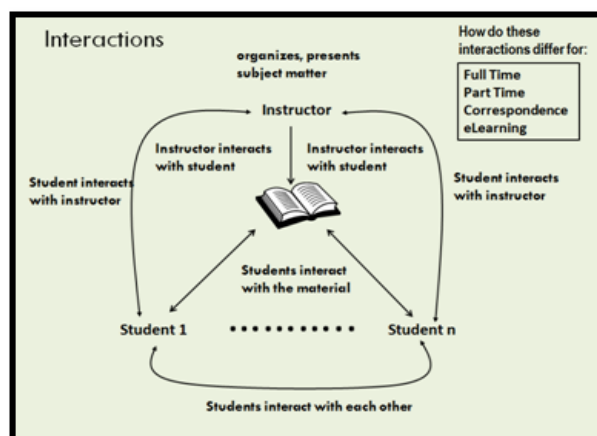 Interactions
How do these
interactions differ for:
Full Time
Part Time
Correspondence
eLearning
organizes, presents
subject matter
Instructor
Instructor interacts
with student
Instructor interacts
with student
Student interacts
with instructor
Student interacts
with instructor
Students interact
with the material
Student 1
Student n
Students interact with each other